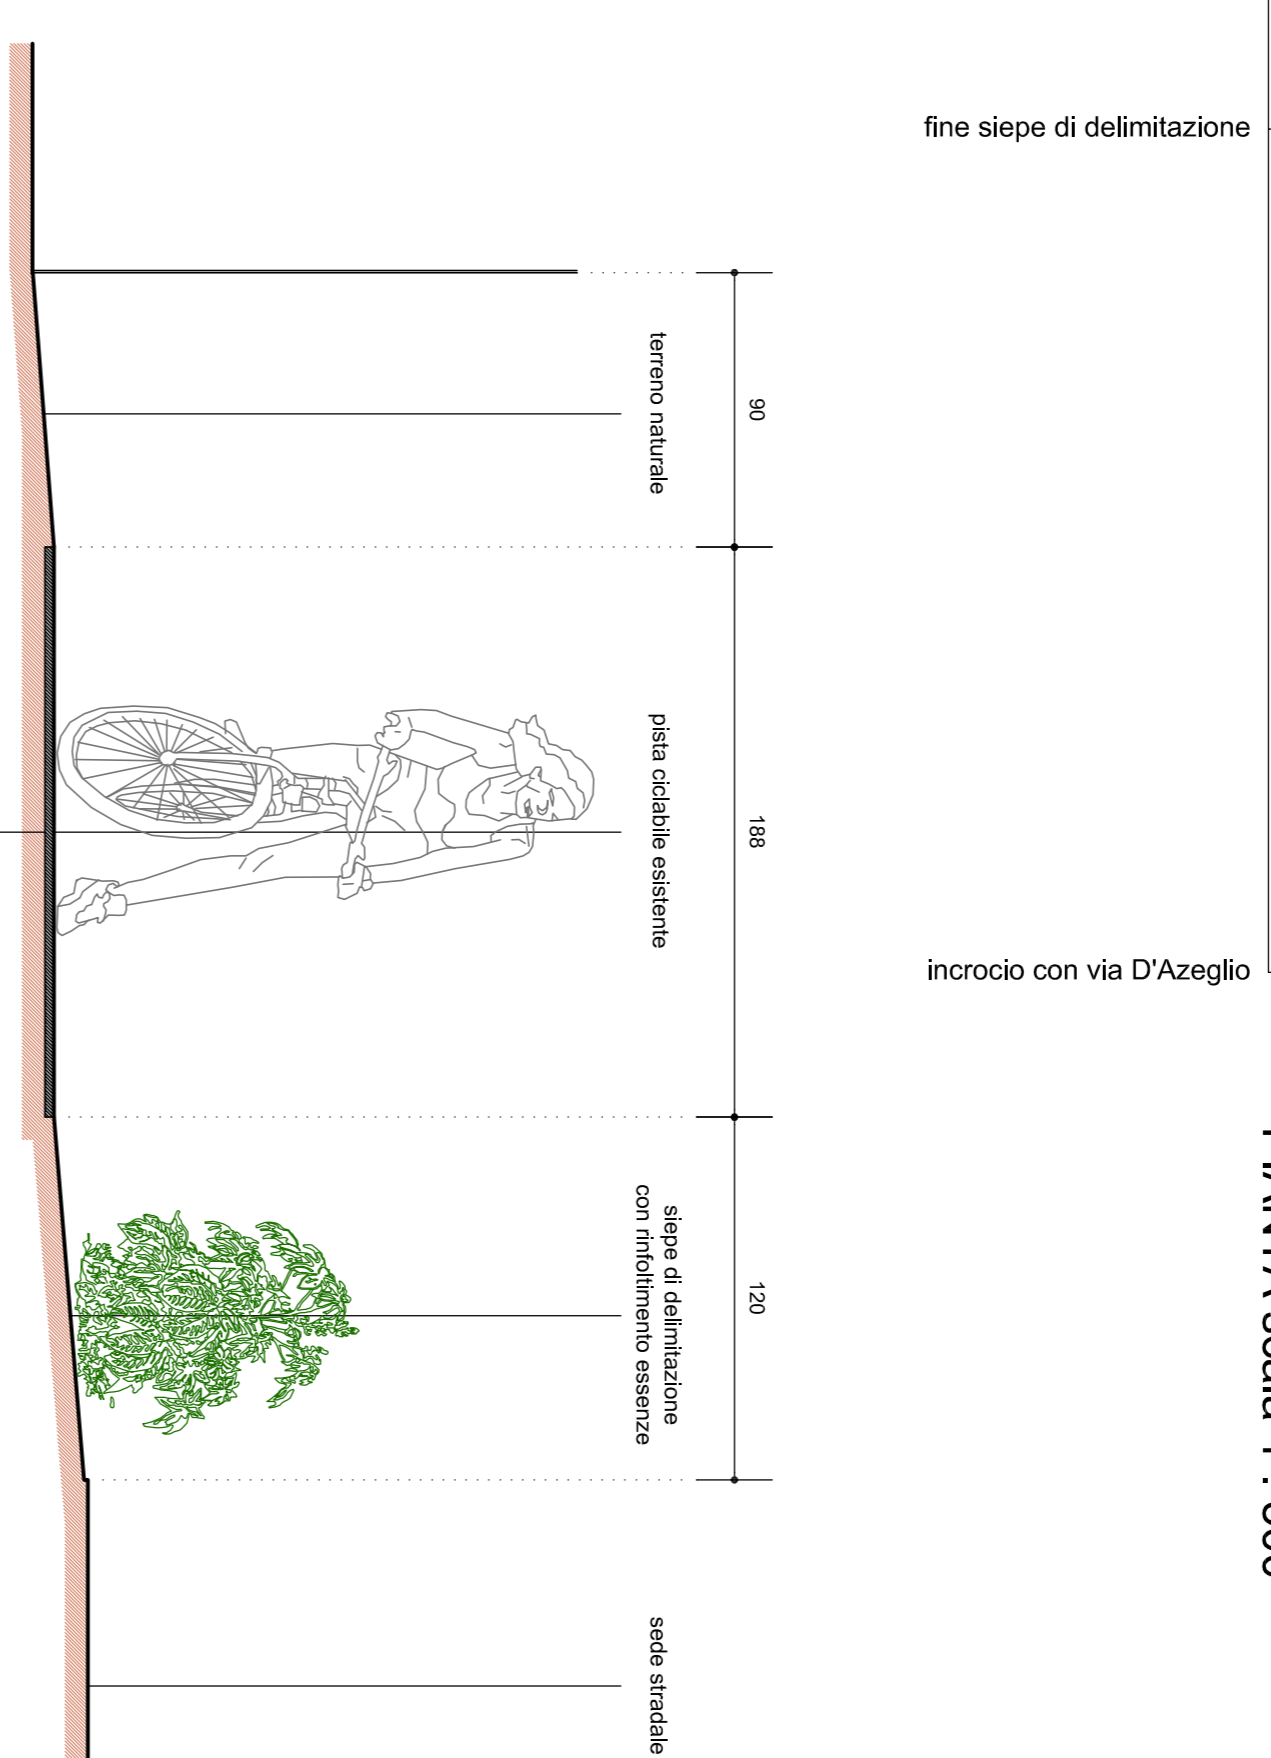 fine siepe di delimitazione
incrocio con via D'Azeglio
90
188
120
terreno naturale
pista ciclabile esistente
siepe di delimitazione
con rinfoltimento essenze
sede stradale